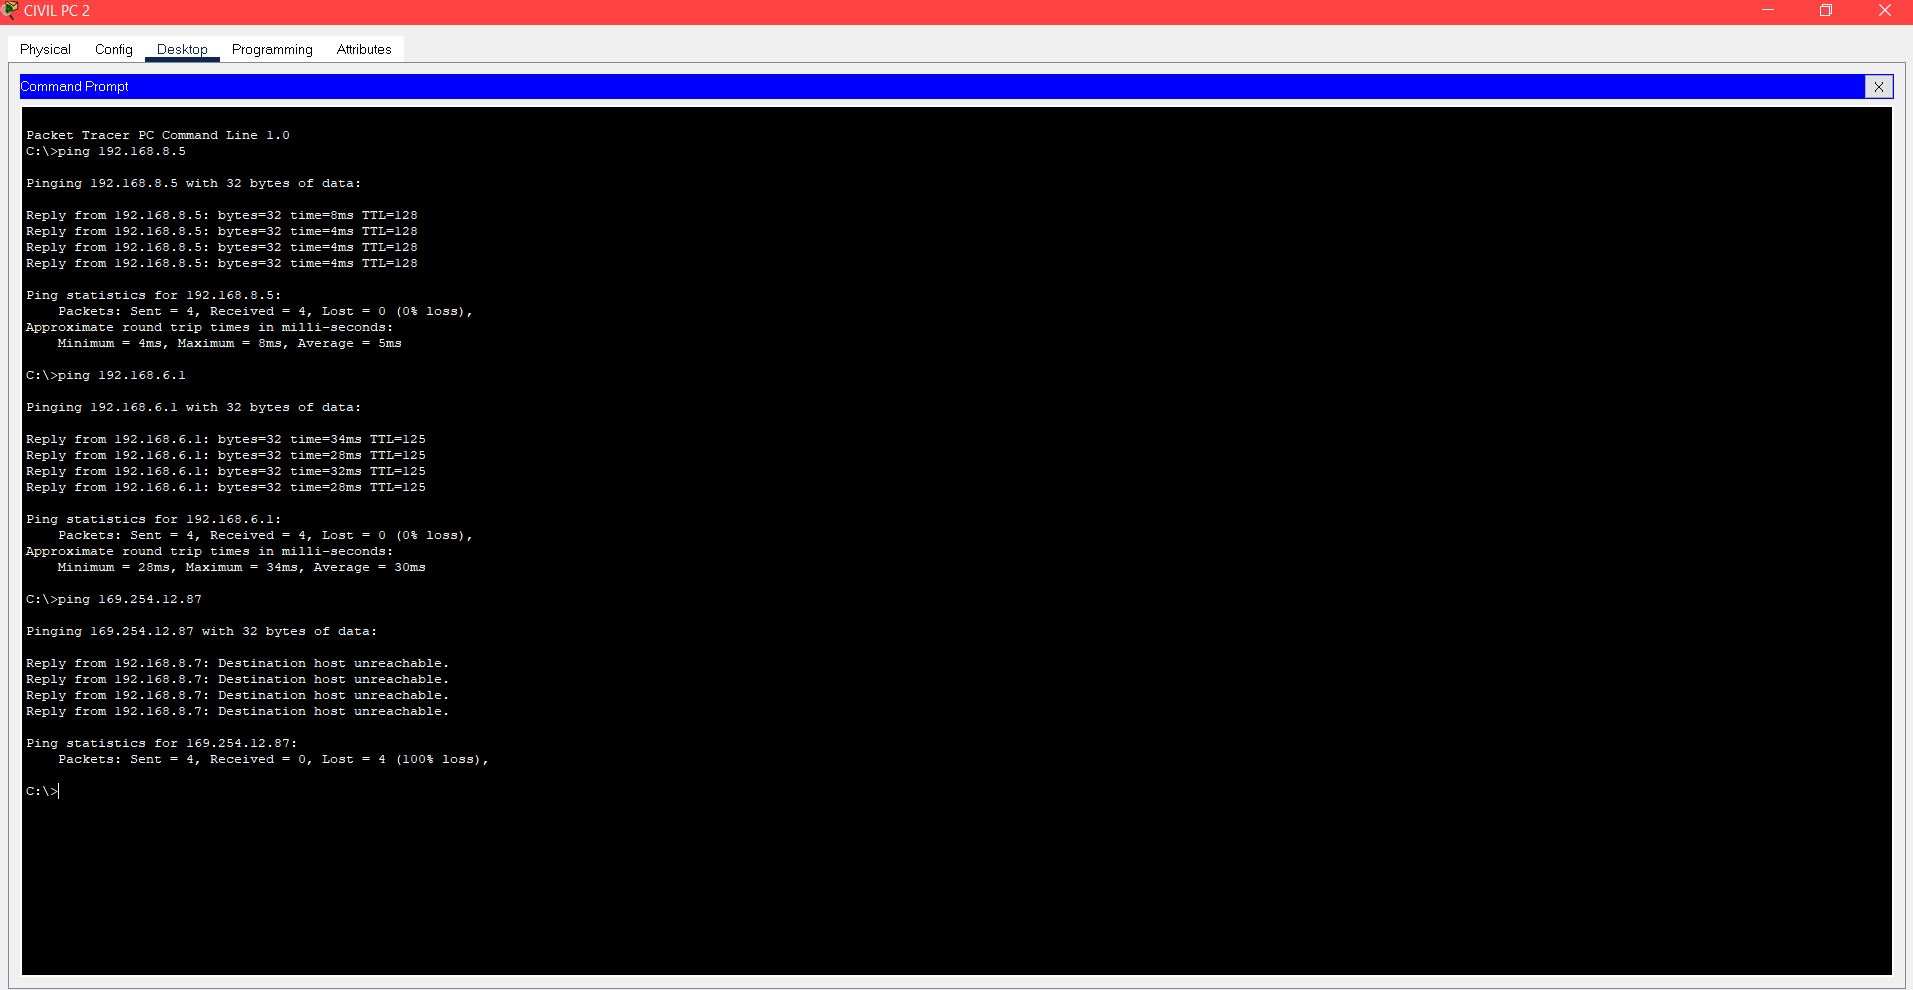 CIVIL PC 2
Physical Config Desktop Programming Attributes
Command Prompt
X
Packet Tracer PC Command Line 1.0
C:\>ping 192.168.8.5
Pinging 192.168.8.5 with 32 bytes of data:
Reply from 192.168.8.5: bytes=32 time=8ms TTL=128
Reply from 192.168.8.5: bytes=32 time=4ms TTL=128
Reply from 192.168.8.5: bytes=32 time=4ms TTL=128
Reply from 192.168.8.5: bytes=32 time=4ms TTL=128
Ping statistics for 192.168.8.5:
    Packets: Sent = 4, Received = 4, Lost = 0 (0% loss),
Approximate round trip times in milli-seconds:
    Minimum = 4ms, Maximum = 8ms, Average = 5ms
C:\>ping 192.168.6.1
Pinging 192.168.6.1 with 32 bytes of data:
Reply from 192.168.6.1: bytes=32 time=34ms TTL=125
Reply from 192.168.6.1: bytes=32 time=28ms TTL=125
Reply from 192.168.6.1: bytes=32 time=32ms TTL=125
Reply from 192.168.6.1: bytes=32 time=28ms TTL=125
Ping statistics for 192.168.6.1:
    Packets: Sent = 4, Received = 4, Lost = 0 (0% loss),
Approximate round trip times in milli-seconds:
    Minimum = 28ms, Maximum = 34ms, Average = 30ms
C:\>ping 169.254.12.87
Pinging 169.254.12.87 with 32 bytes of data:
Reply from 192.168.8.7: Destination host unreachable.
Reply from 192.168.8.7: Destination host unreachable.
Reply from 192.168.8.7: Destination host unreachable.
Reply from 192.168.8.7: Destination host unreachable.
Ping statistics for 169.254.12.87:
    Packets: Sent = 4, Received = 0, Lost = 4 (100% loss),
C:\>